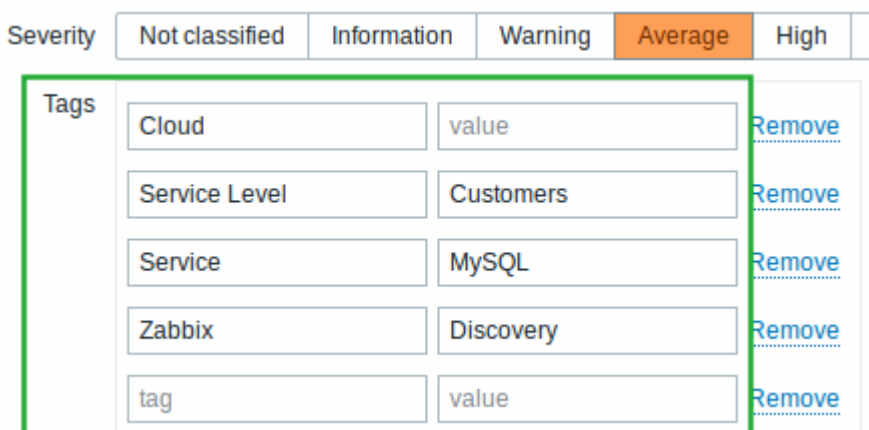 Severity Not classified Information Warning Average High
Tags Cloud value Remove
Service Level Customers Remove
Service MySQL Remove
Zabbix Discovery Remove
tag value Remove